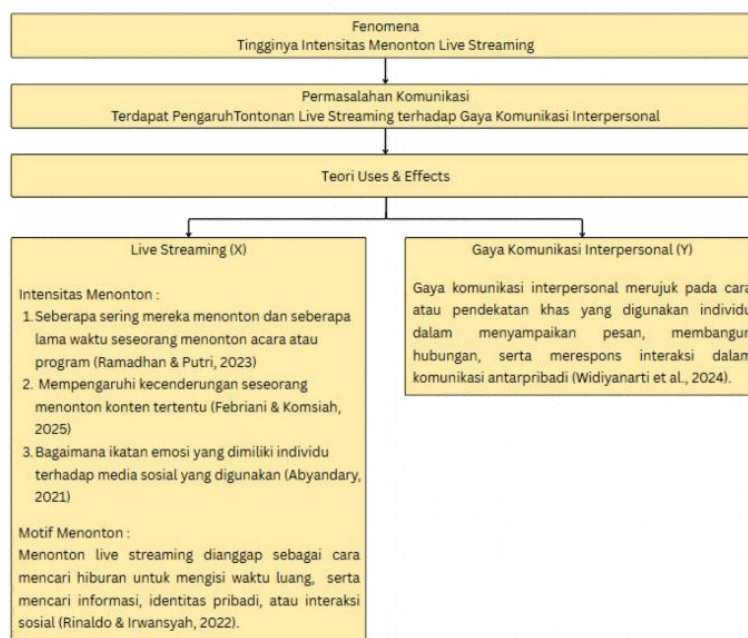 Fenomena
Tingginya Intensitas Menonton Live Streaming
Permasalahan Komunikasi
Terdapat PengaruhTontonan Live Streaming terhadap Gaya Komunikasi Interpersonal
Teori Uses & Effects
Live Streaming (X)
Intensitas Menonton :
1. Seberapa sering mereka menonton dan seberapa
lama waktu seseorang menonton acara atau
program (Ramadhan & Putri, 2023)
2. Mempengaruhi kecenderungan seseorang
menonton konten tertentu (Febriani & Komsiah,
2025)
3. Bagaimana ikatan emosi yang dimiliki individu
terhadap media sosial yang digunakan (Abyandary,
2021)
Motif Menonton :
Menonton live streaming dianggap sebagai cara
mencari hiburan untuk mengisi waktu luang, serta
mencari informasi, identitas pribadi, atau interaksi
sosial (Rinaldo & Irwansyah, 2022).
Gaya Komunikasi Interpersonal (Y)
Gaya komunikasi interpersonal merujuk pada cara
atau pendekatan khas yang digunakan individu
dalam menyampaikan pesan, membangun
hubungan, serta merespons interaksi dalam
komunikasi antarpribadi (Widiyanarti et al., 2024).